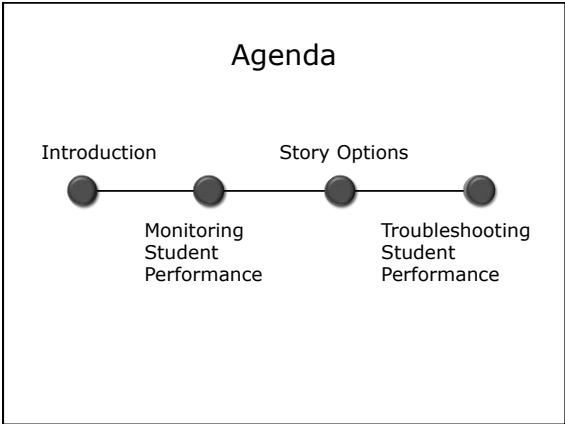 Agenda
Introduction
Story Options
Monitoring
Student
Performance
Troubleshooting
Student
Performance